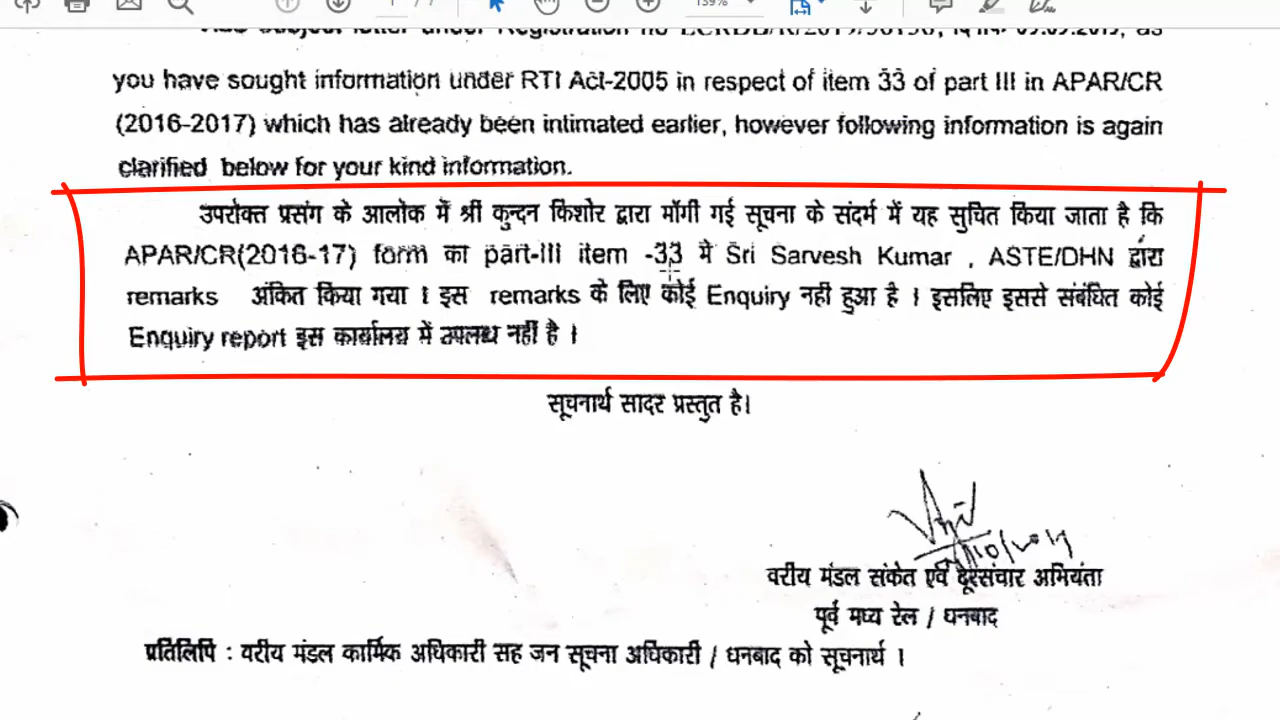 you have sought information under RTI Act-2005 in respect of item 33 of part III in APAR/CR
(2016-2017) which has already been intimated earlier, however following information is again
clarified below for your kind information.
उपरोक्त प्रसंग के आलोक में श्री कुन्दन किशोर द्वारा मॉगी गई सूचना के संदर्भ में यह सुचित किया जाता है कि
APAR/CR(2016-17) form का part-III item -33 मे Sri Sarvesh Kumar , ASTE/DHN द्वारा
remarks अंकित किया गया । इस remarks के लिए कोई Enquiry नही हुआ है । इसलिए इससे संबंधित कोई
Enquiry report इस कार्यालय में उपलब्ध नहीं है ।
सूचनार्थ सादर प्रस्तुत है।
वरीय मंडल संकेत एवं दूरसंचार अभियंता
पूर्व मध्य रेल / धनबाद
प्रतिलिपि : वरीय मंडल कार्मिक अधिकारी सह जन सूचना अधिकारी / धनबाद को सूचनार्थ ।